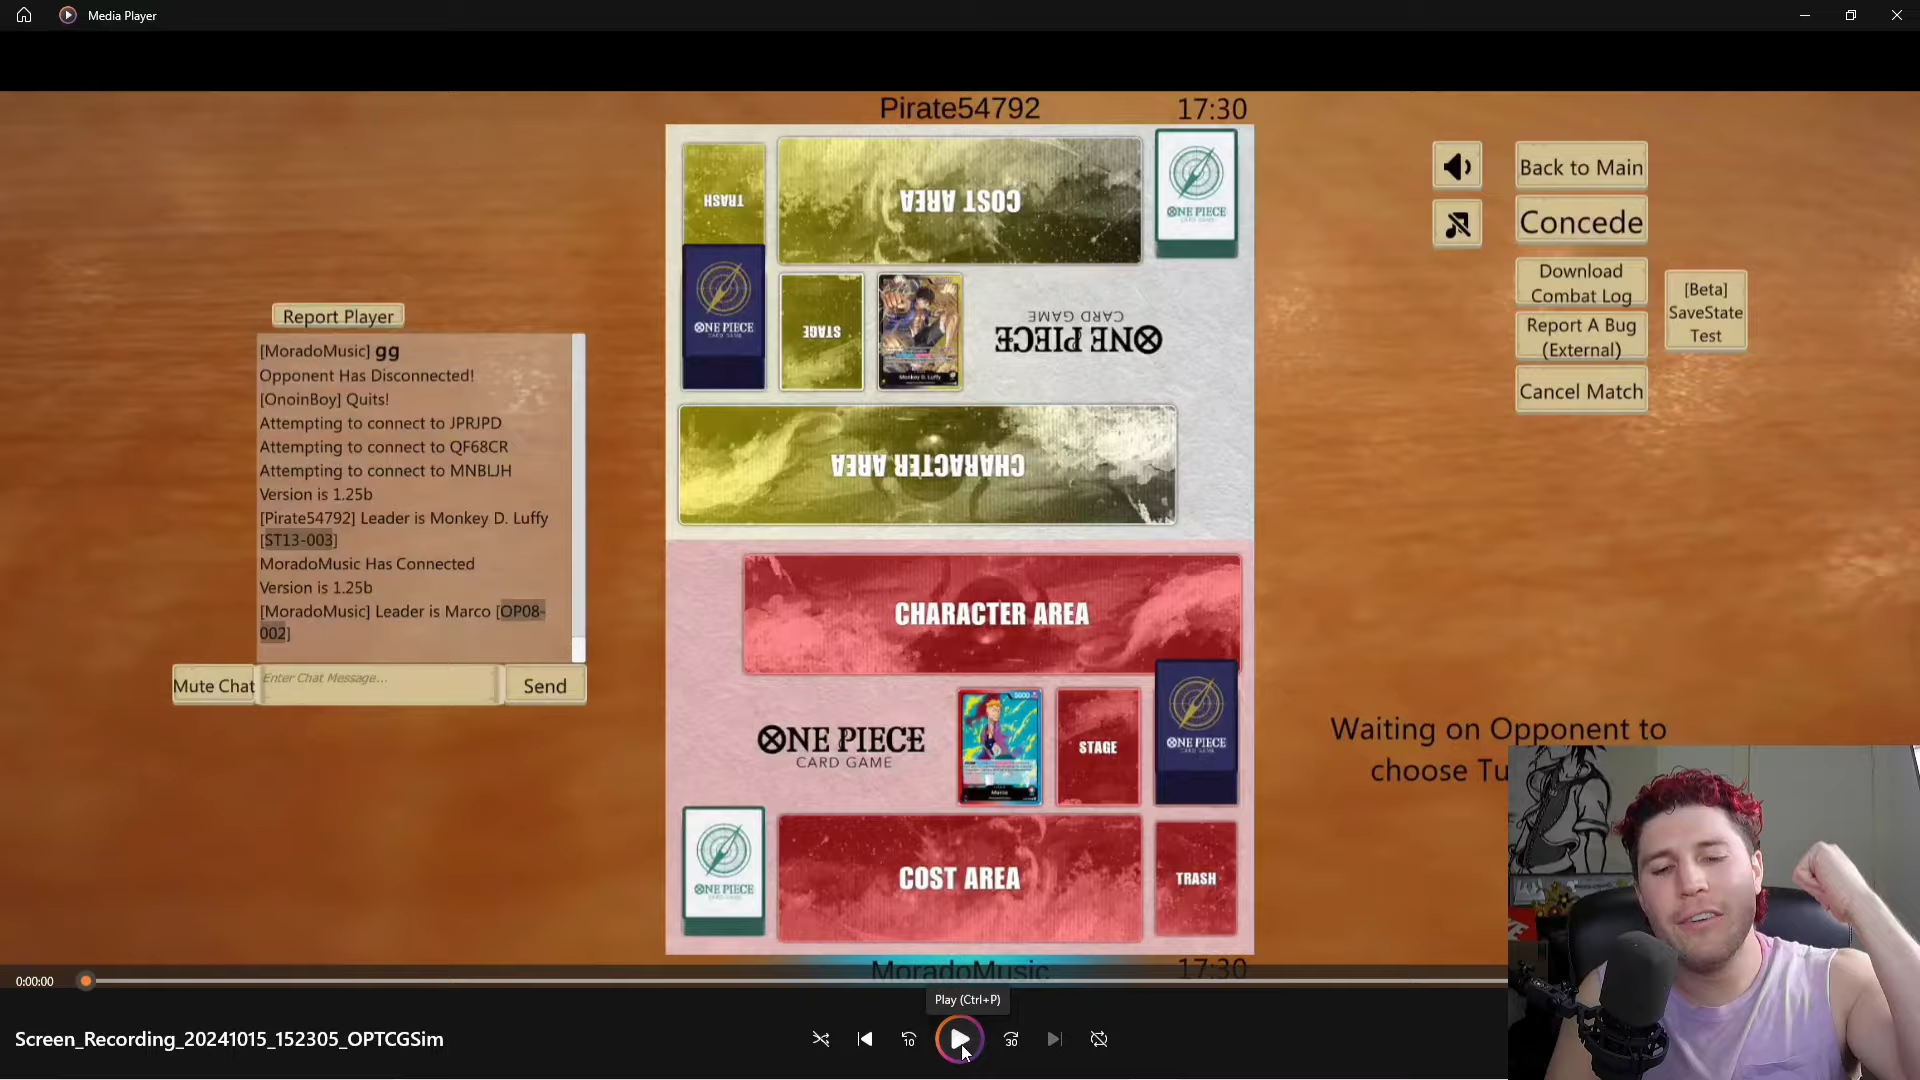 Media Player
Pirate54792
17:30
TRASH
COST AREA
ONE PIECE
ONE PIECE
STAGE
Monkey D. Luffy
ONE PIECE
CARD GAME
CHARACTER AREA
Back to Main
Concede
Download
Combat Log
Report A Bug
(External)
[Beta]
SaveState
Test
Cancel Match
Report Player
[MoradoMusic] gg
Opponent Has Disconnected!
[OnoinBoy] Quits!
Attempting to connect to JPRJPD
Attempting to connect to QF68CR
Attempting to connect to MNBLJH
Version is 1.25b
[Pirate54792] Leader is Monkey D. Luffy
[ST13-003]
MoradoMusic Has Connected
Version is 1.25b
[MoradoMusic] Leader is Marco [OP08-
002]
Mute Chat
Enter Chat Message...
Send
CHARACTER AREA
ONE PIECE
CARD GAME
5000
Marco
STAGE
ONE PIECE
ONE PIECE
COST AREA
TRASH
Waiting on Opponent to
choose Tu
MoradoMusic
17:30
0:00:00
Play (Ctrl+P)
Screen_Recording_20241015_152305_OPTCGSim
10
30